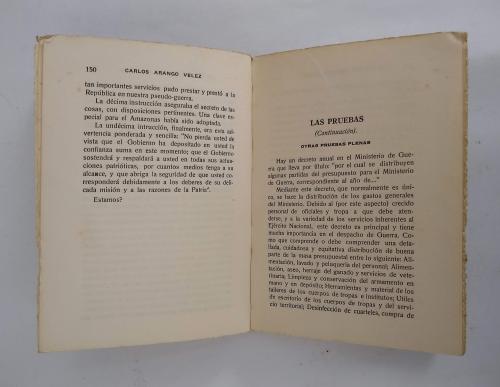 150 CARLOS ARANGO VELEZ
tan importantes servicios pudo prestar y prestó a la
República en nuestra pseudo-guerra.
La décima instrucción aseguraba el secreto de las
cosas, con disposiciones pertinentes. Una clave es-
pecial para el Amazonas había sido adoptada.
La undécima intrucción, finalmente, era esta ad-
vertencia ponderada y sencilla: "No pierda usted de
vista que el Gobierno ha depositado en usted la
confianza suma en este momento; que el Gobierno
sostendrá y respaldará a usted en todas sus actua-
ciones patrióticas, por cuantos medios tenga a su
alcance, y que abriga la seguridad de que usted co-
rresponderá debidamente a los deberes de su deli-
cada misión y a las razones de la Patria".
Estamos?
LAS PRUEBAS
(Continuación).
OTRAS PRUEBAS PLENAS
Hay un decreto anual en el Ministerio de Gue-
rra que lleva por título: "por el cual se distribuyen
algunas partidas del presupuesto para el Ministerio
de Guerra, correspondiente al año de..."
Mediante este decreto, que normalmente es úni-
co, se hace la distribución de los gastos generales
del Ministerio. Debido al (por este aspecto) crecido
personal de oficiales y tropa a que debe atender-
se, y a la variedad de los servicios inherentes al
Ejército Nacional, este decreto es principal y tiene
mucha importancia en el despacho de Guerra. Co-
mo que comprende o debe comprender una deta-
llada, cuidadosa y equitativa distribución de buena
parte de la masa presupuestal entre lo siguiente: Ali-
mentación, lavado y peluquería del personal; Alimenta-
ción, aseo, herraje del ganado y servicios de vete-
rinaria; Limpieza y conservación del armamento en
mano y en depósito; Herramientas y material de los
talleres de los cuerpos de tropas e institutos; Utiles
de escritorio de los cuerpos de tropas y del servi-
cio territorial; Desinfección de cuarteles, compra de